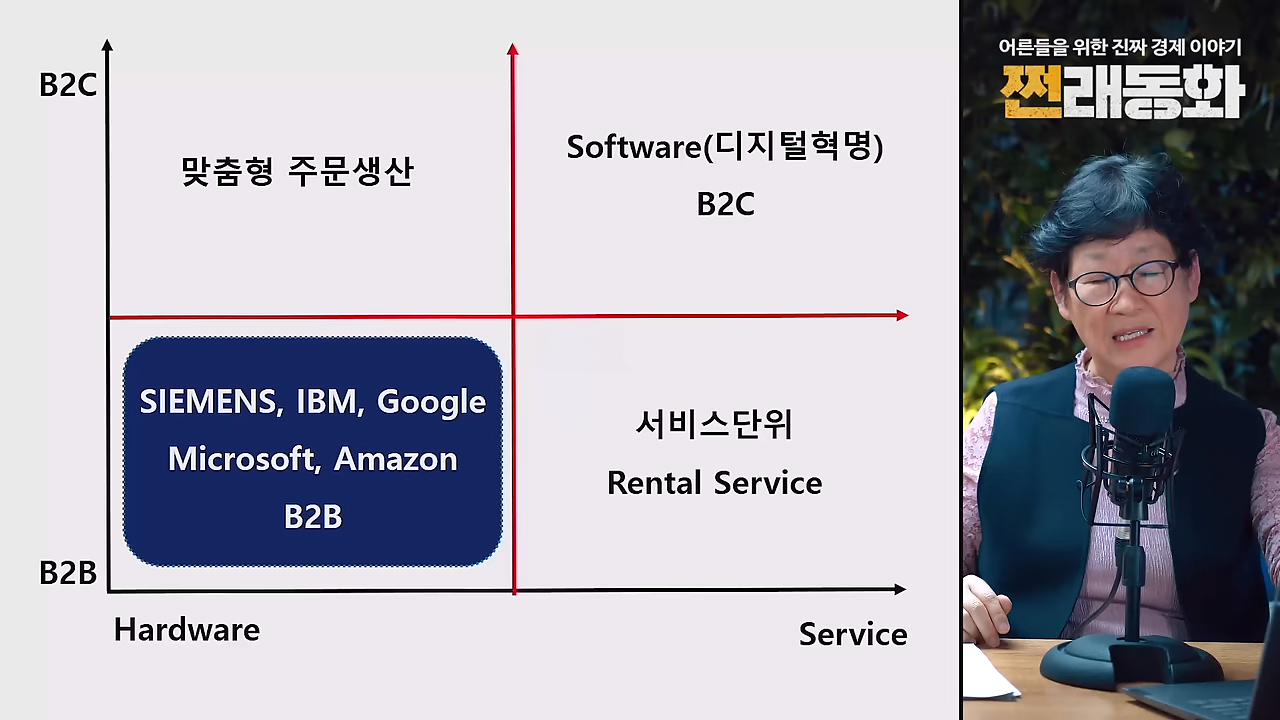 B2C
맞춤형 주문생산
Software(디지털혁명)
B2C
SIEMENS, IBM, Google
Microsoft, Amazon
B2B
서비스단위
Rental Service
B2B
Hardware
Service
어른들을 위한 진짜 경제 이야기
쩐래동화